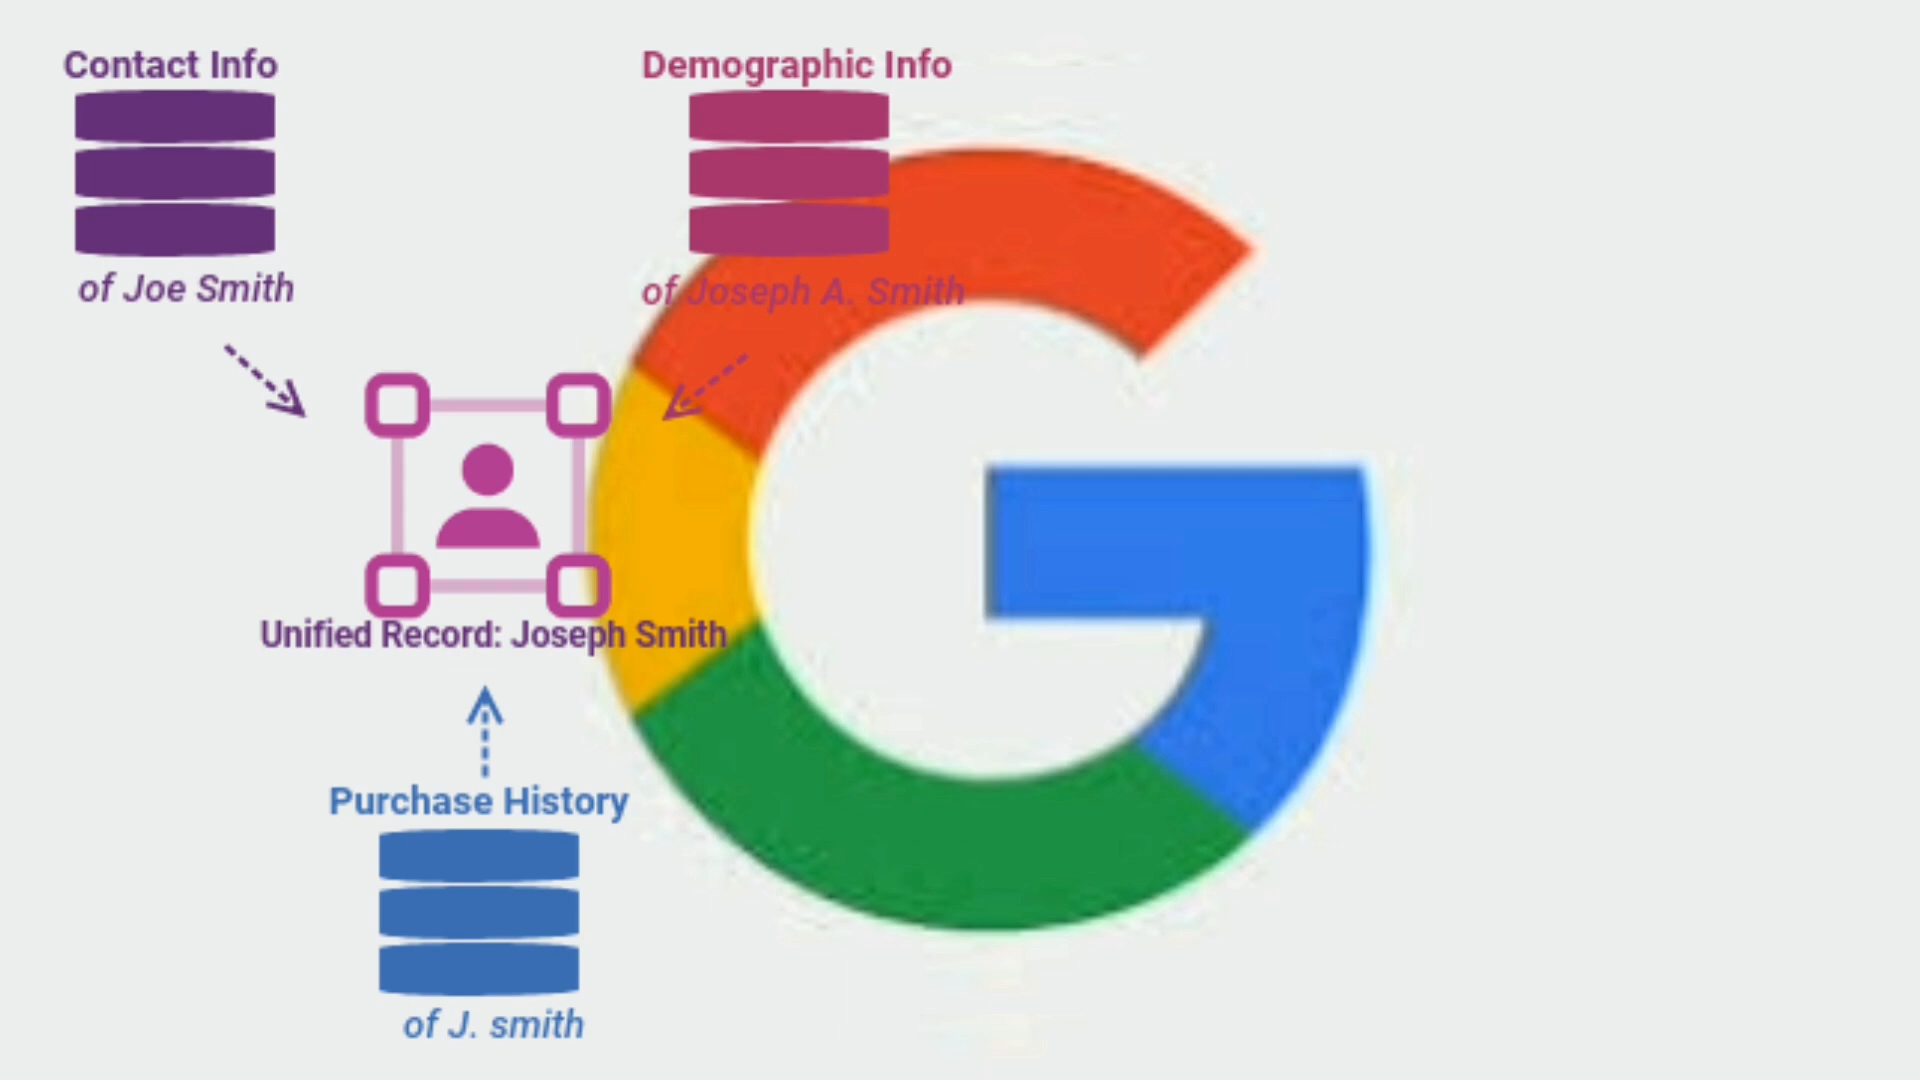 Contact Info
of Joe Smith
Demographic Info
of Joseph A. Smith
Unified Record: Joseph Smith
Purchase History
of J. smith